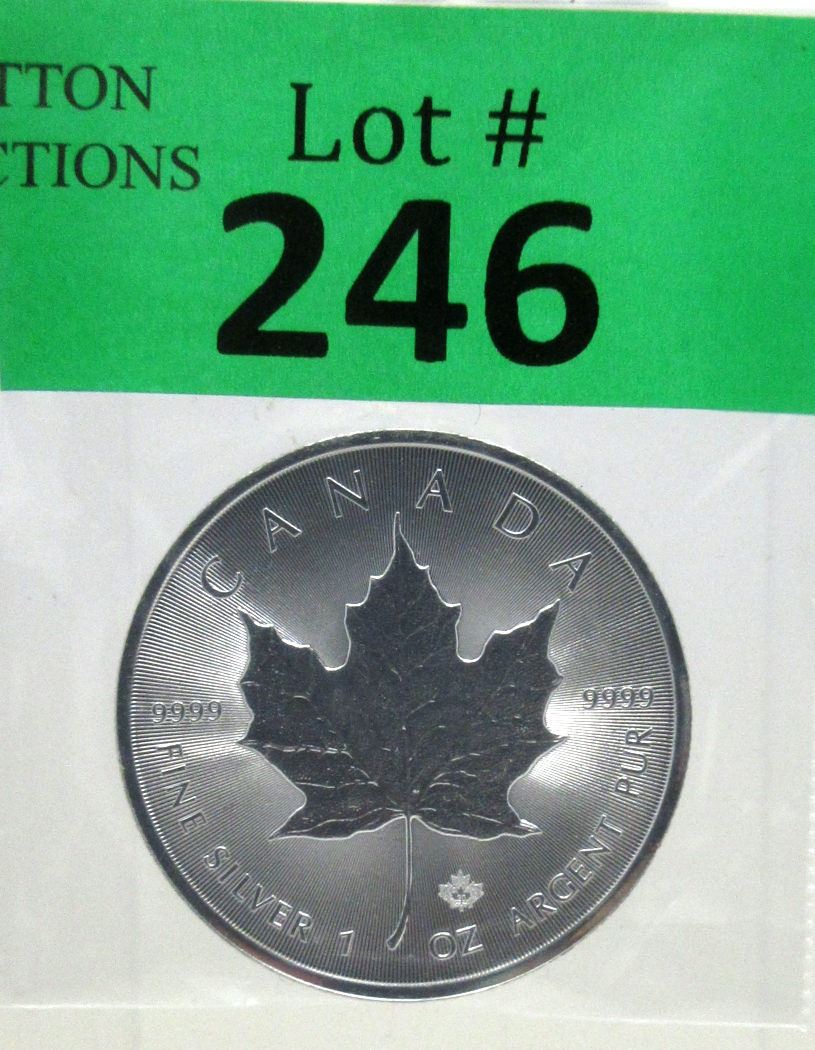 TTON
CTIONS
Lot #
246
CANADA
9999
9999
FINE SILVER 1 OZ ARGENT PUR